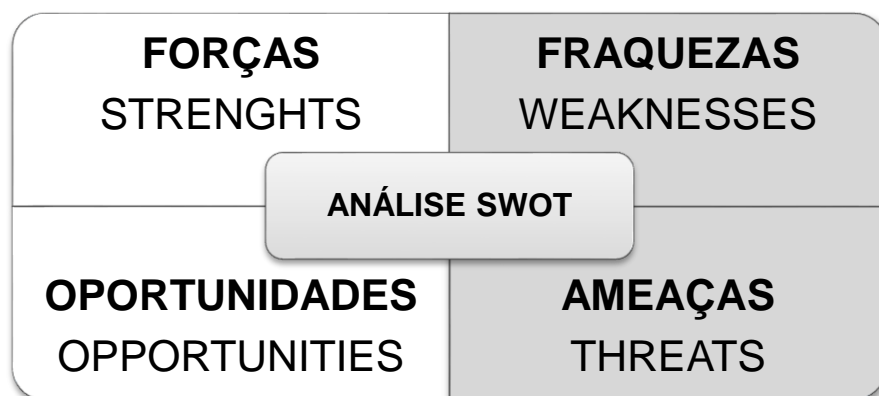 FORÇAS
STRENGHTS
FRAQUEZAS
WEAKNESSES
ANÁLISE SWOT
OPORTUNIDADES
OPPORTUNITIES
AMEAÇAS
THREATS